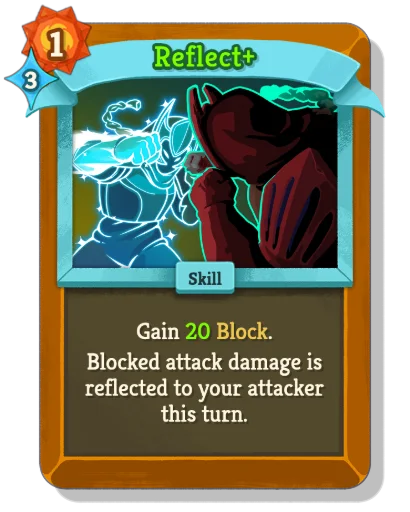 1
Reflect+
3
Skill
Gain 20 Block.
Blocked attack damage is
reflected to your attacker
this turn.